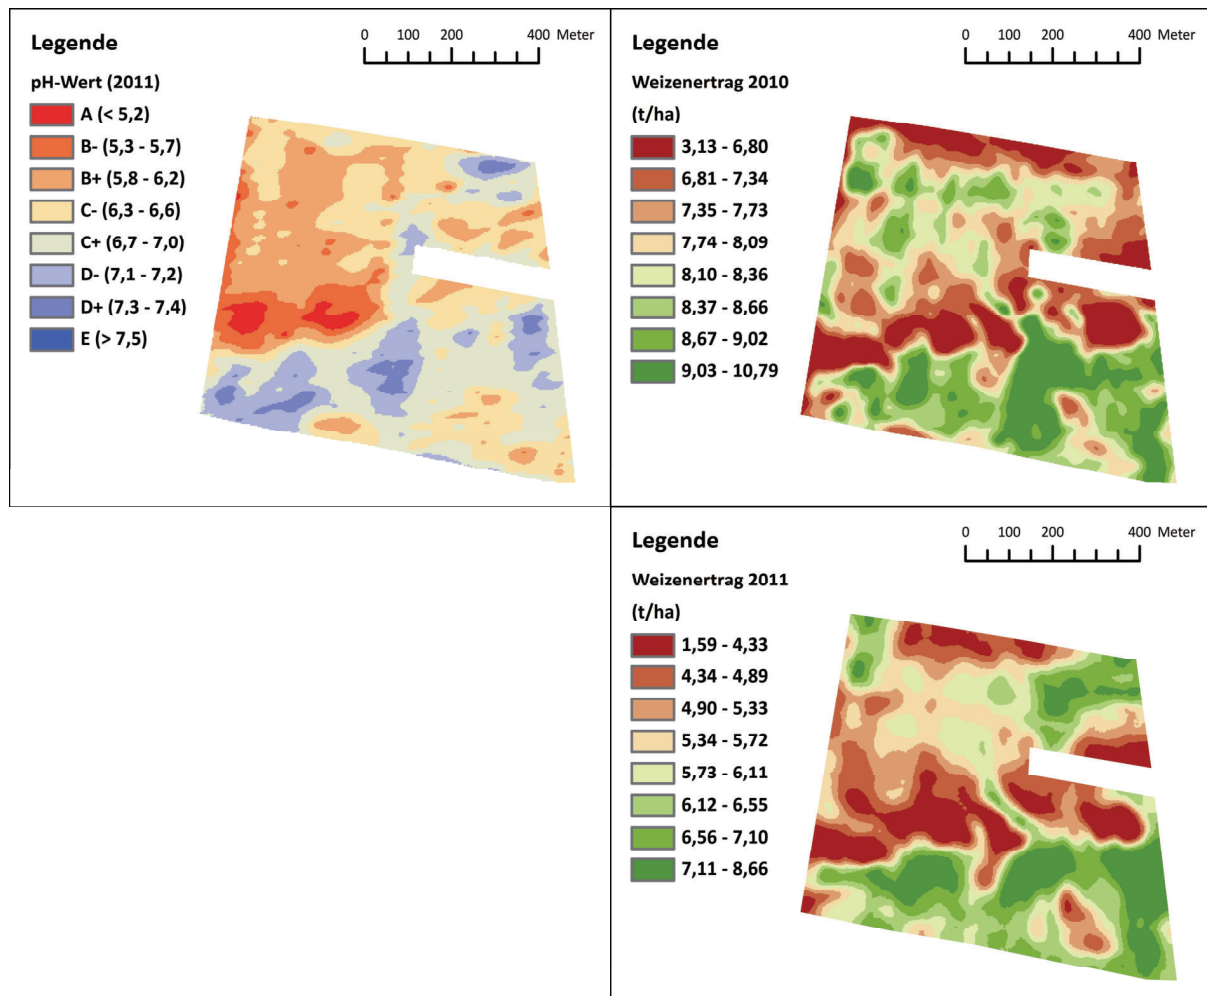 Legende
0 100 200 400 Meter
pH-Wert (2011)
A (< 5,2)
B- (5,3 - 5,7)
B+ (5,8 - 6,2)
C- (6,3 - 6,6)
C+ (6,7 - 7,0)
D- (7,1 - 7,2)
D+ (7,3 - 7,4)
E (> 7,5)
Legende
0 100 200 400 Meter
Weizenertrag 2010
(t/ha)
3,13 - 6,80
6,81 - 7,34
7,35 - 7,73
7,74 - 8,09
8,10 - 8,36
8,37 - 8,66
8,67 - 9,02
9,03 - 10,79
Legende
0 100 200 400 Meter
Weizenertrag 2011
(t/ha)
1,59 - 4,33
4,34 - 4,89
4,90 - 5,33
5,34 - 5,72
5,73 - 6,11
6,12 - 6,55
6,56 - 7,10
7,11 - 8,66